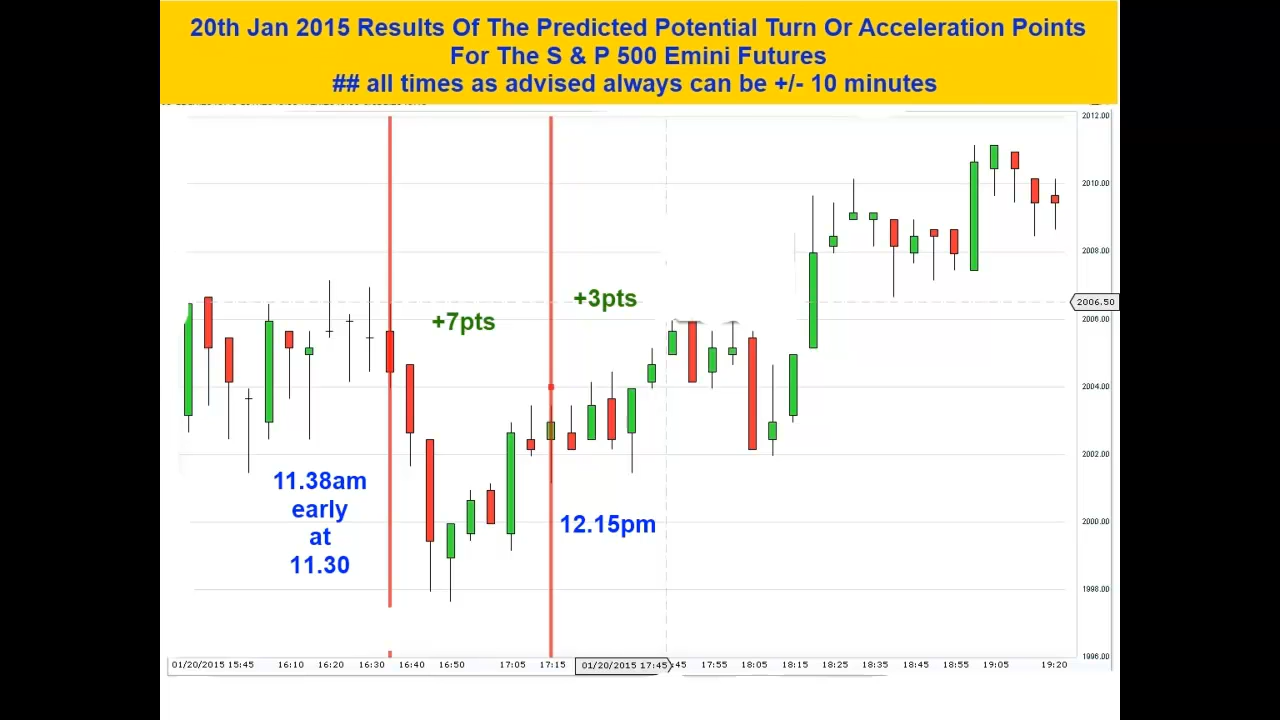 20th Jan 2015 Results Of The Predicted Potential Turn Or Acceleration Points
For The S & P 500 Emini Futures
## all times as advised always can be +/- 10 minutes
2012.00
2010.00
2008.00
2006.50
2006.00
2004.00
2002.00
2000.00
1998.00
1996.00
+3pts
+7pts
11.38am
early
at
11.30
12.15pm
01/20/2015 15:45 16:10 16:20 16:30 16:40 16:50 17:05 17:15 01/20/2015 17:45 :45 17:55 18:05 18:15 18:25 18:35 18:45 18:55 19:05 19:20